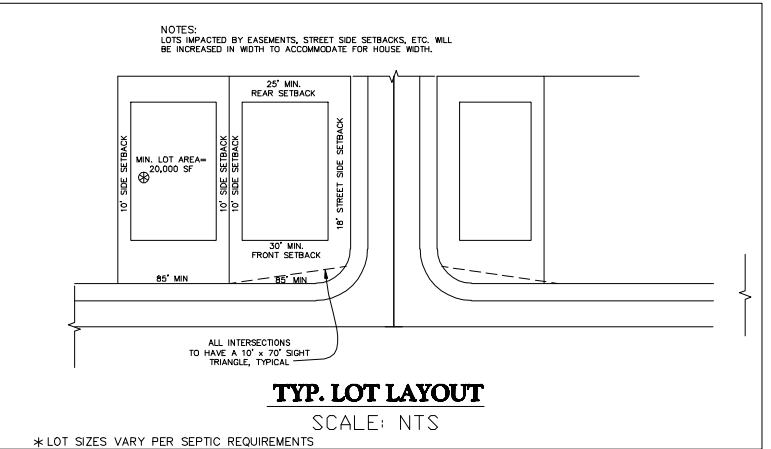 NOTES:
LOTS IMPACTED BY EASEMENTS, STREET SIDE SETBACKS, ETC. WILL
BE INCREASED IN WIDTH TO ACCOMMODATE FOR HOUSE WIDTH.
25' MIN.
REAR SETBACK
10' SIDE SETBACK
MIN. LOT AREA=
20,000 SF
10' SIDE SETBACK
10' SIDE SETBACK
18' STREET SIDE SETBACK
30' MIN.
FRONT SETBACK
85' MIN
85' MIN
ALL INTERSECTIONS
TO HAVE A 10' x 70' SIGHT
TRIANGLE, TYPICAL
TYP. LOT LAYOUT
SCALE: NTS
* LOT SIZES VARY PER SEPTIC REQUIREMENTS